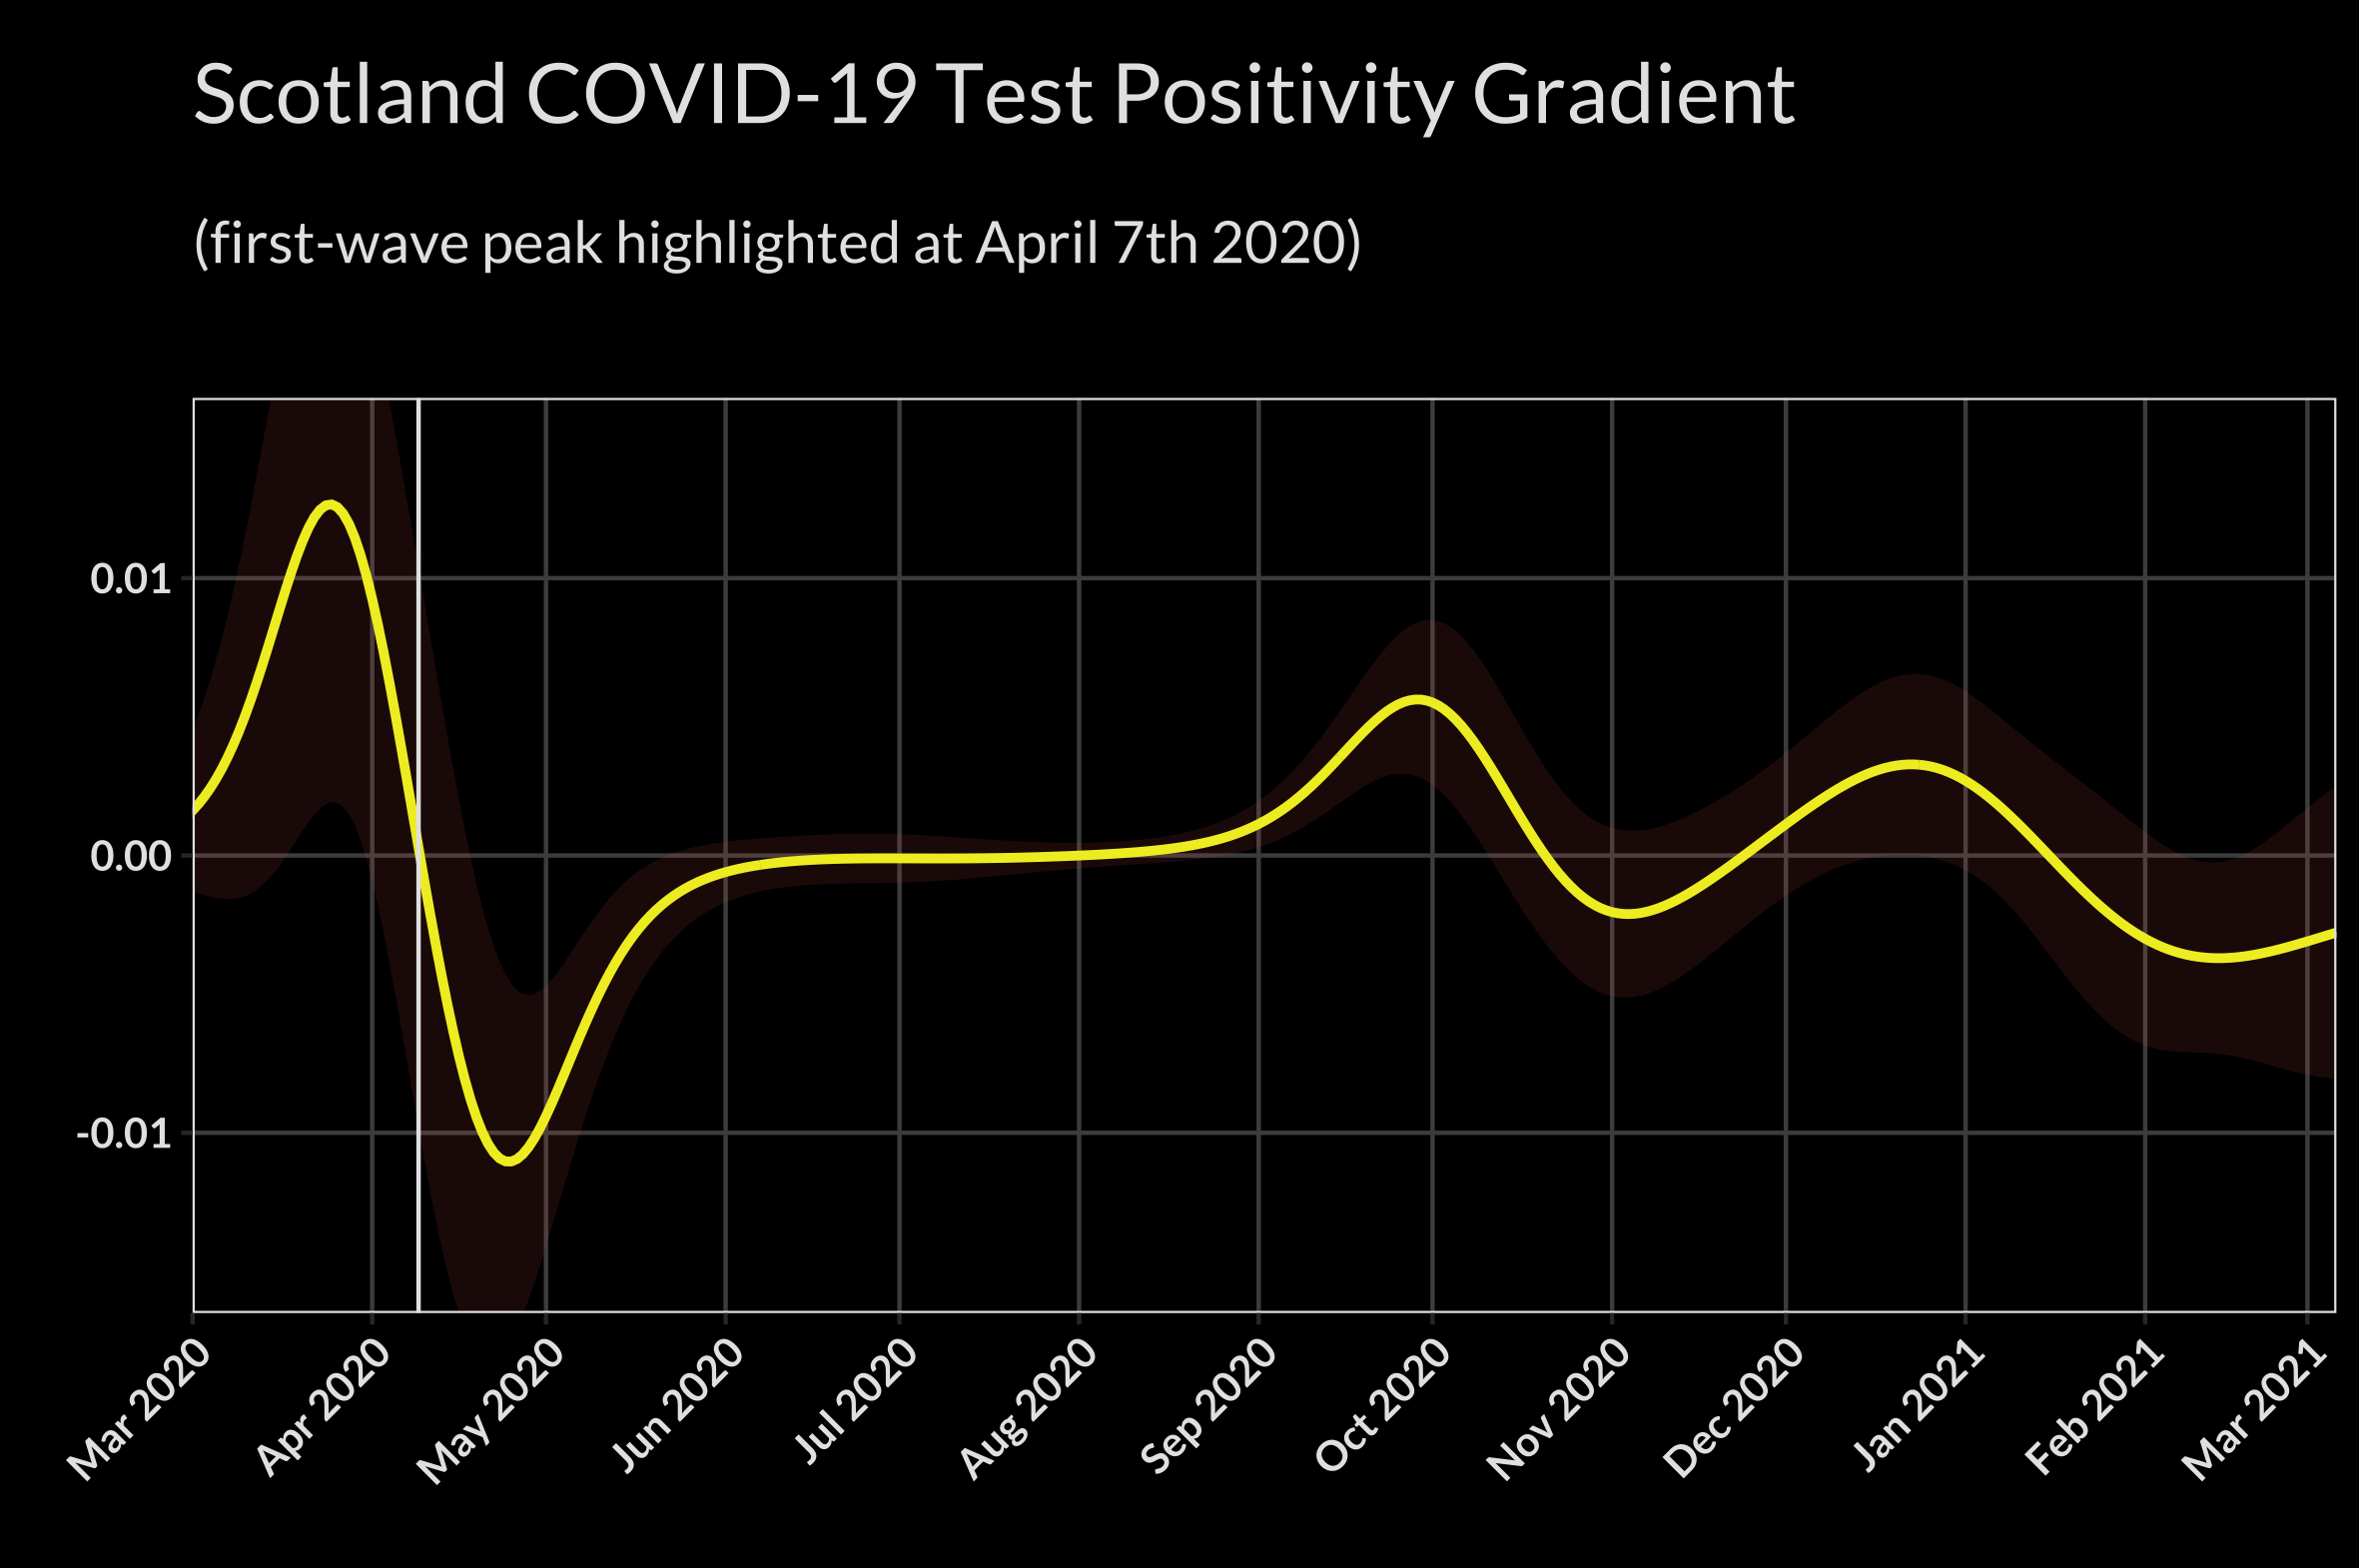 Scotland COVID-19 Test Positivity Gradient
(first-wave peak highlighted at April 7th 2020)
0.01
0.00
-0.01
Mar 2020
Apr 2020
May 2020
Jun 2020
Jul 2020
Aug 2020
Sep 2020
Oct 2020
Nov 2020
Dec 2020
Jan 2021
Feb 2021
Mar 2021